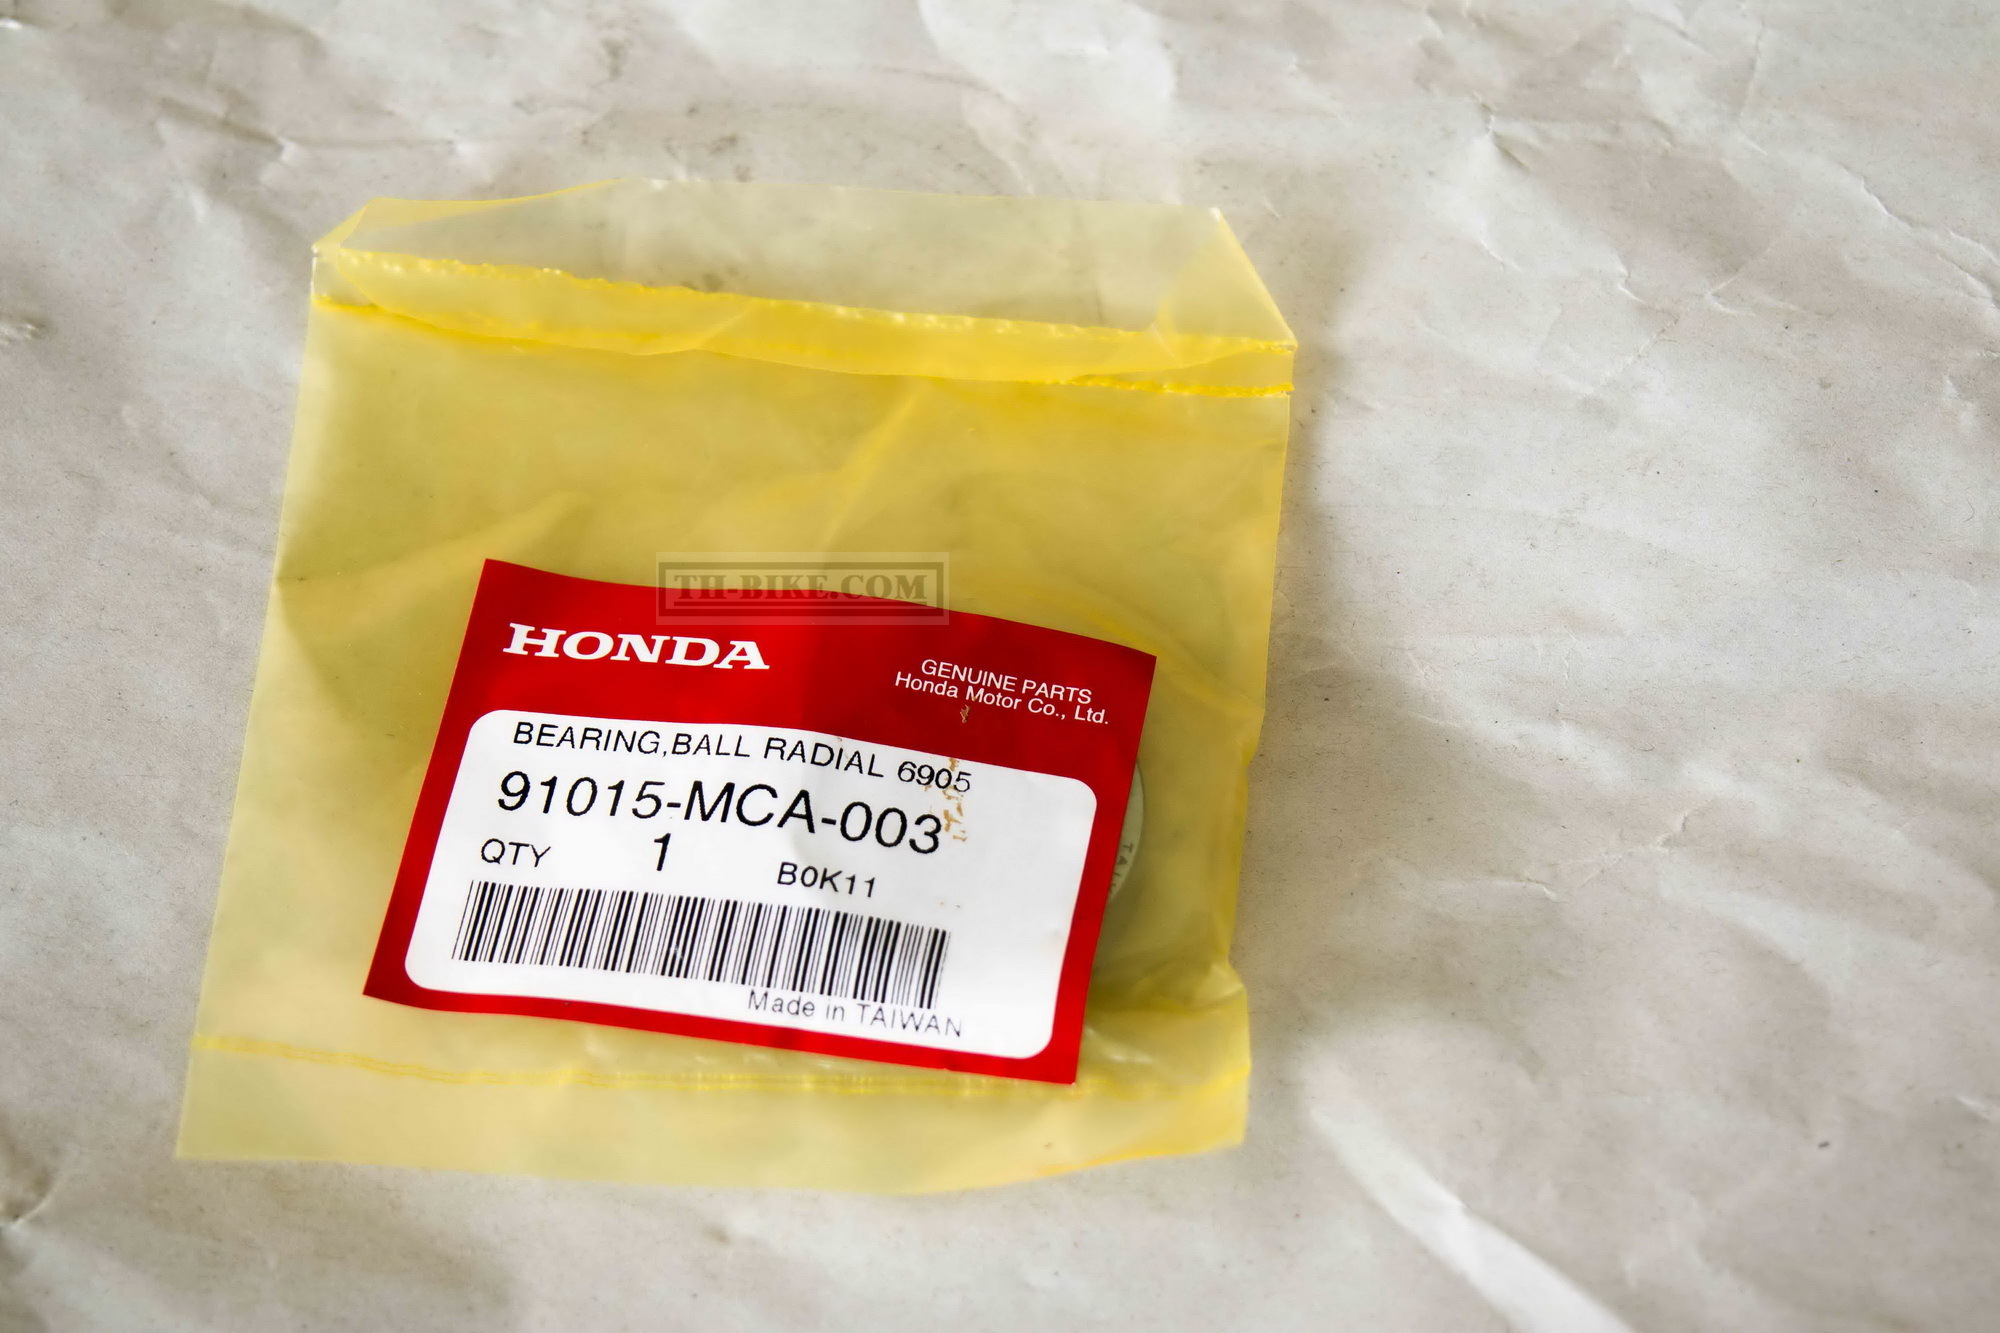 TH-BIKE.COM
HONDA
GENUINE PARTS
Honda Motor Co., Ltd.
BEARING,BALL RADIAL 6905
91015-MCA-003
QTY 1 B0K11
Made in TAIWAN